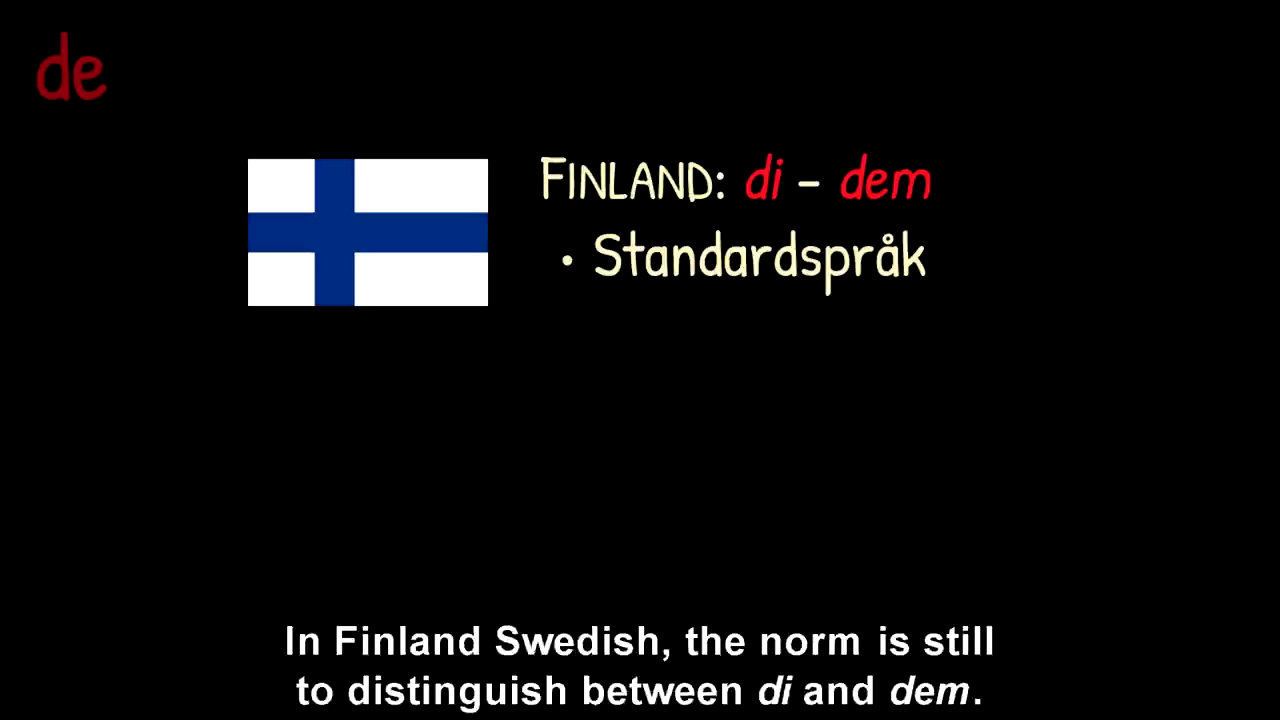 de
FINLAND: di – dem
• Standardspråk
In Finland Swedish, the norm is still
to distinguish between di and dem.